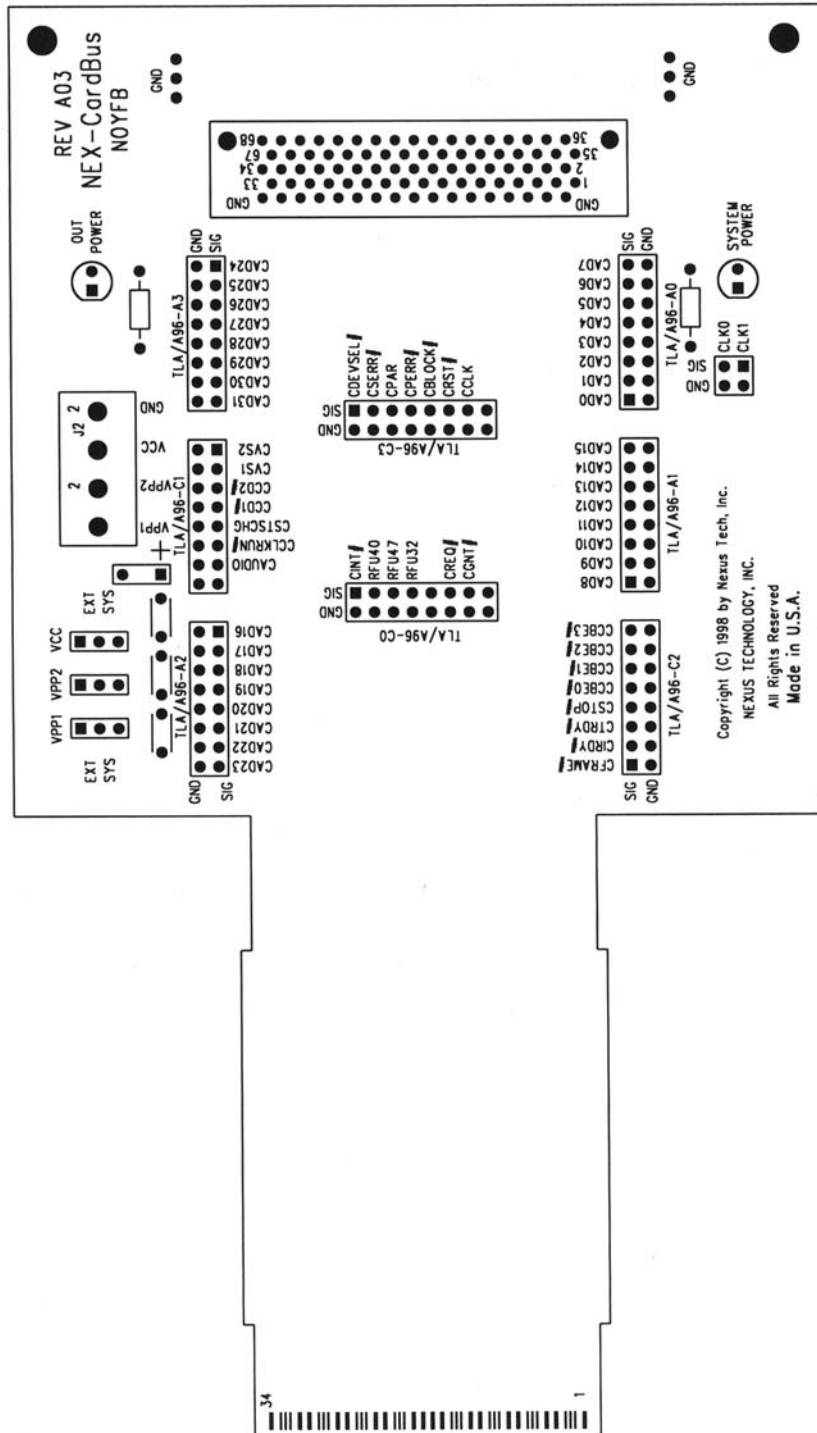 REV A03
NEX-CardBus
NOYFB
GND
GND
68
67
34
33
GND
36
35
2
1
GND
OUT
POWER
GND
SIG
CAD24
CAD25
CAD26
CAD27
CAD28
CAD29
CAD30
CAD31
TLA/A96-A3
J2
2
2
GND
VCC
VPP2
VPP1
+
TLA/A96-C1
CVS2
CVS1
CCD2/
CCD1/
CSTSCHG
CCLKRUN/
CAUDIO
EXT
SYS
VCC
VPP2
VPP1
EXT
SYS
TLA/A96-A2
CAD16
CAD17
CAD18
CAD19
CAD20
CAD21
CAD22
CAD23
GND
SIG
SIG
GND
CDEVSEL/
CSERR/
CPAR
CPERR/
CBLOCK/
CRST/
CCLK
TLA/A96-C3
SIG
GND
CINT/
RFU40
RFU47
RFU32
CREQ/
CGNT/
TLA/A96-C0
SIG
GND
CAD7
CAD6
CAD5
CAD4
CAD3
CAD2
CAD1
CAD0
TLA/A96-A0
SYSTEM
POWER
SIG
GND
CLK0
CLK1
CAD15
CAD14
CAD13
CAD12
CAD11
CAD10
CAD9
CAD8
TLA/A96-A1
CCBE3/
CCBE2/
CCBE1/
CCBE0/
CSTOP/
CTRDY/
CIRDY/
CFRAME/
SIG
GND
TLA/A96-C2
Copyright (C) 1998 by Nexus Tech, Inc.
NEXUS TECHNOLOGY, INC.
All Rights Reserved
Made in U.S.A.
34
1